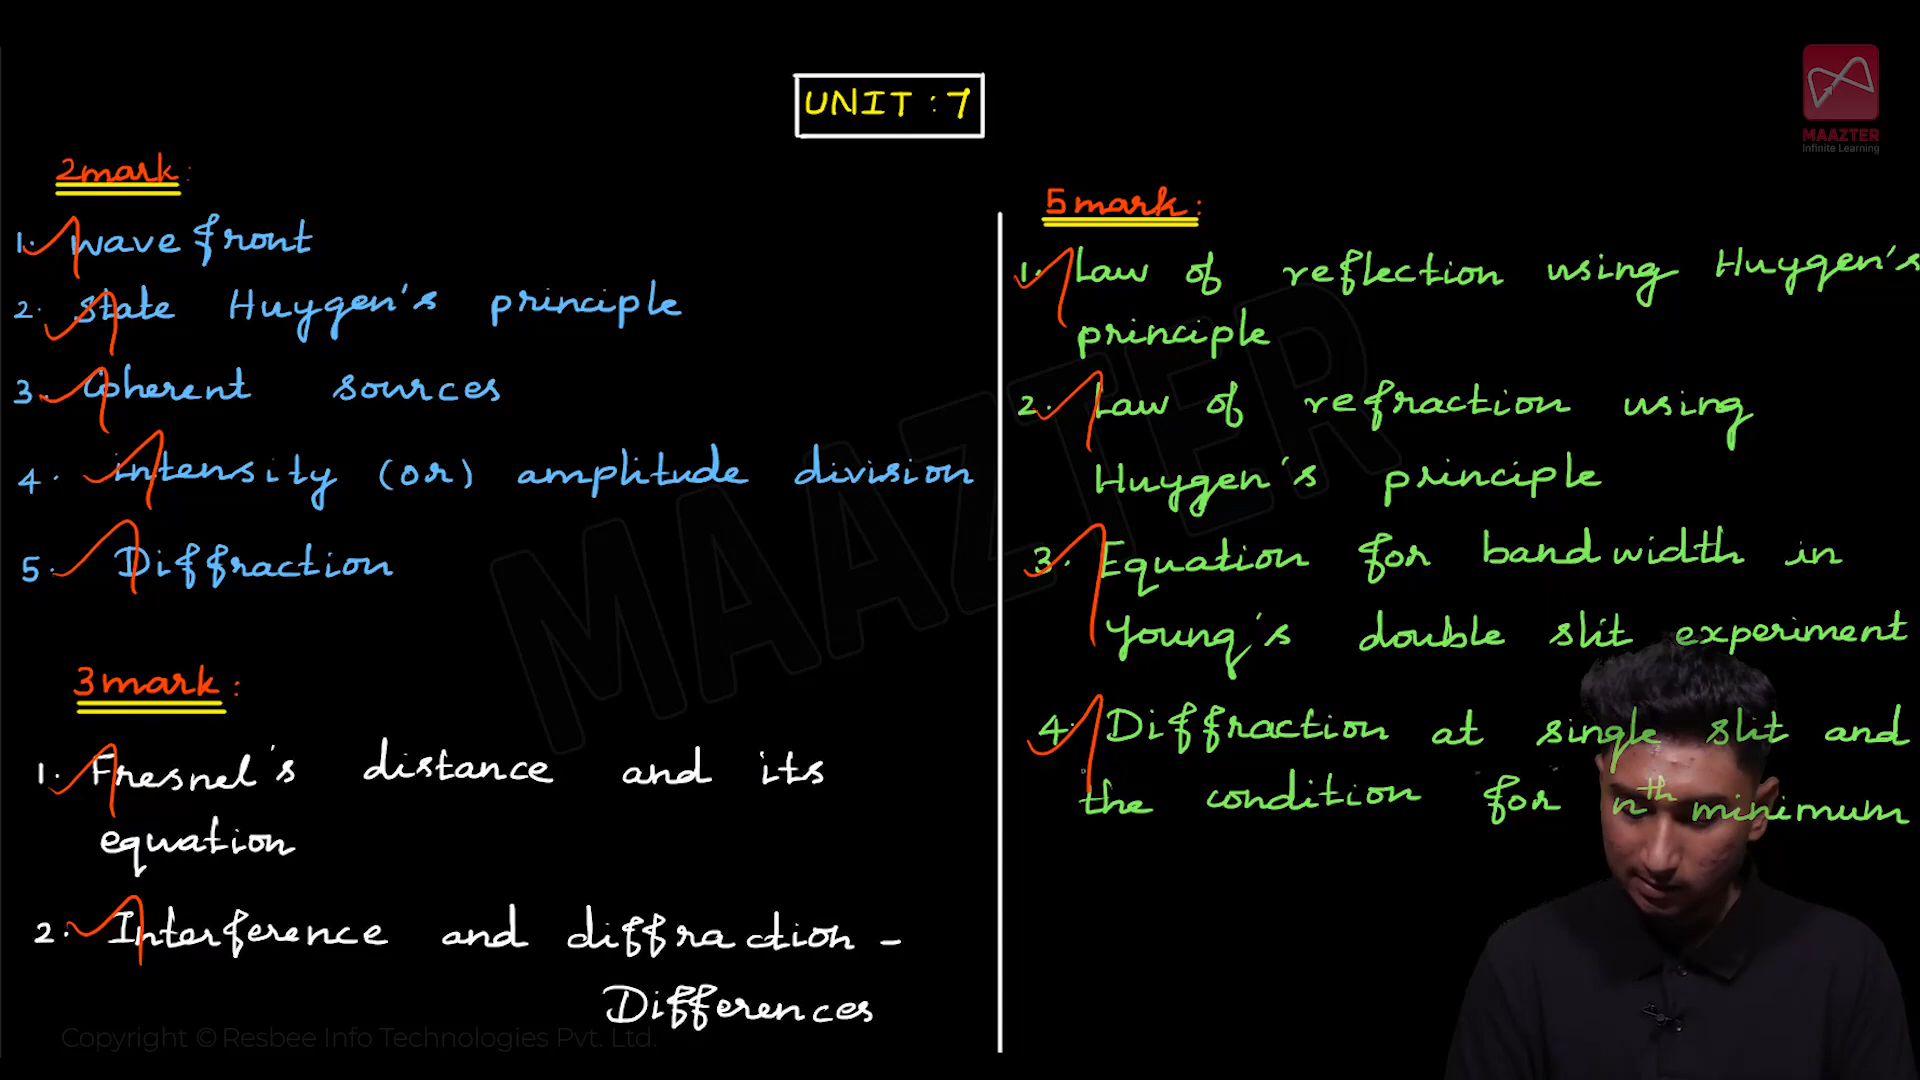 UNIT : 7
MAAZTER
Infinite Learning
2mark:
1. wave front
2. state Huygen's principle
3. Coherent sources
4. intensity (or) amplitude division
5. Diffraction
3mark:
1. Fresnel's distance and its
equation
2. Interference and diffraction -
Differences
5mark:
1. Law of reflection using Huygen's
principle
2. Law of refraction using
Huygen's principle
3. Equation for bandwidth in
Young's double slit experiment
4. Diffraction at single slit and
the condition for nth minimum
MAAZTER
Copyright © Resbee Info Technologies Pvt. Ltd.